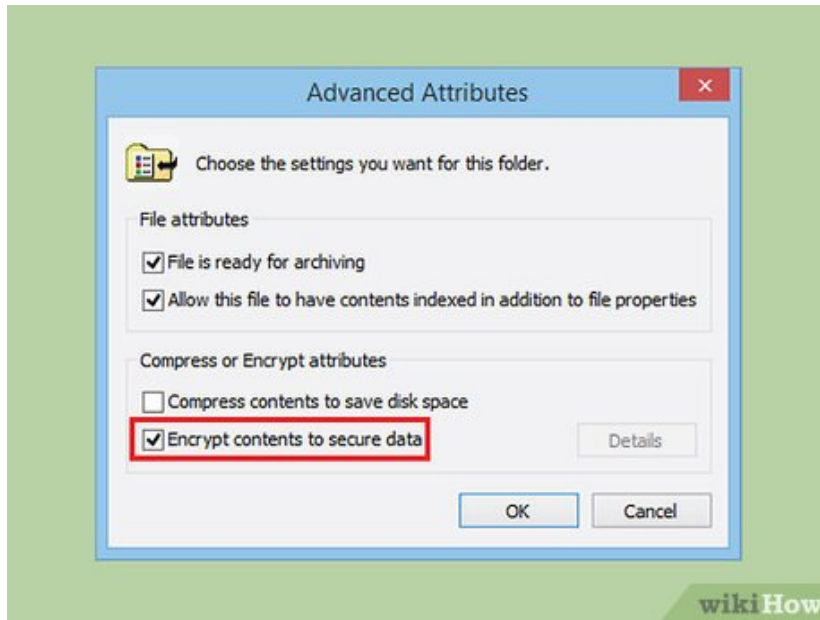 Advanced Attributes
Choose the settings you want for this folder.
File attributes
File is ready for archiving
Allow this file to have contents indexed in addition to file properties
Compress or Encrypt attributes
Compress contents to save disk space
Encrypt contents to secure data
Details
OK
Cancel
wikiHow